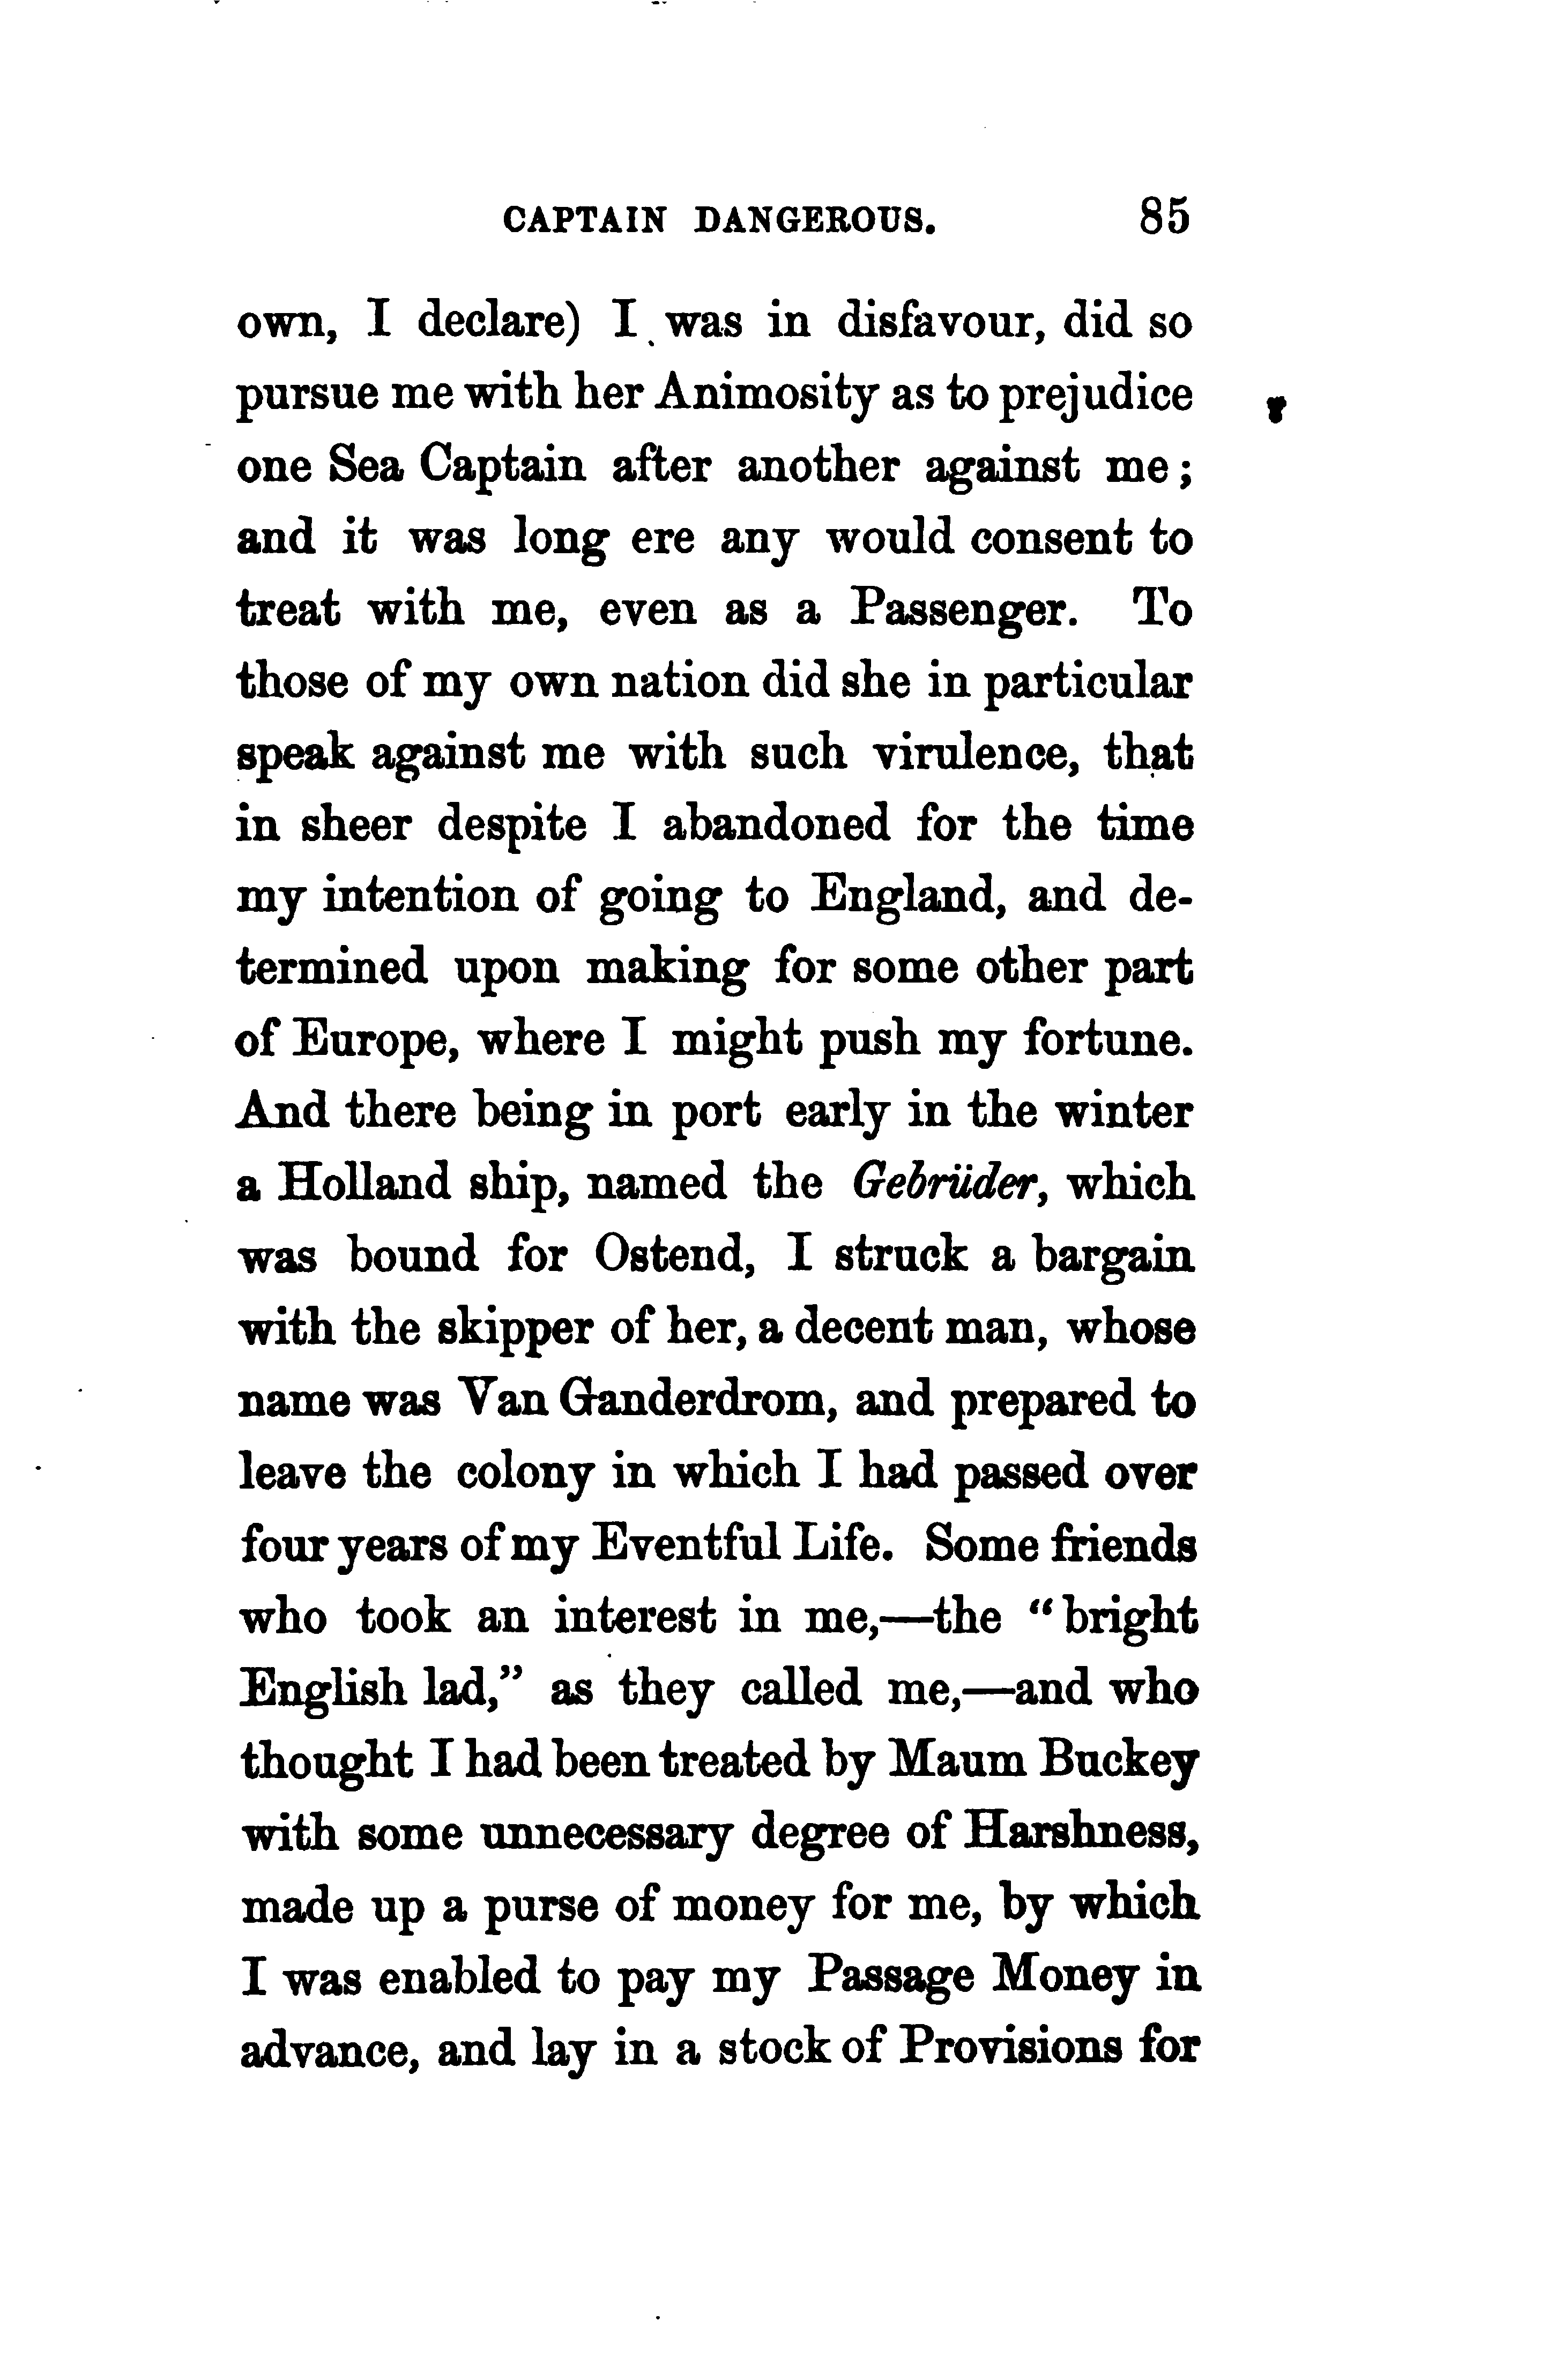 CAPTAIN DANGEROUS. 85
own, I declare) I was in disfavour, did so
pursue me with her Animosity as to prejudice
one Sea Captain after another against me;
and it was long ere any would consent to
treat with me, even as a Passenger. To
those of my own nation did she in particular
speak against me with such virulence, that
in sheer despite I abandoned for the time
my intention of going to England, and de-
termined upon making for some other part
of Europe, where I might push my fortune.
And there being in port early in the winter
a Holland ship, named the Gebrüder, which
was bound for Ostend, I struck a bargain
with the skipper of her, a decent man, whose
name was Van Ganderdrom, and prepared to
leave the colony in which I had passed over
four years of my Eventful Life. Some friends
who took an interest in me,—the “bright
English lad,” as they called me,—and who
thought I had been treated by Maum Buckey
with some unnecessary degree of Harshness,
made up a purse of money for me, by which
I was enabled to pay my Passage Money in
advance, and lay in a stock of Provisions for